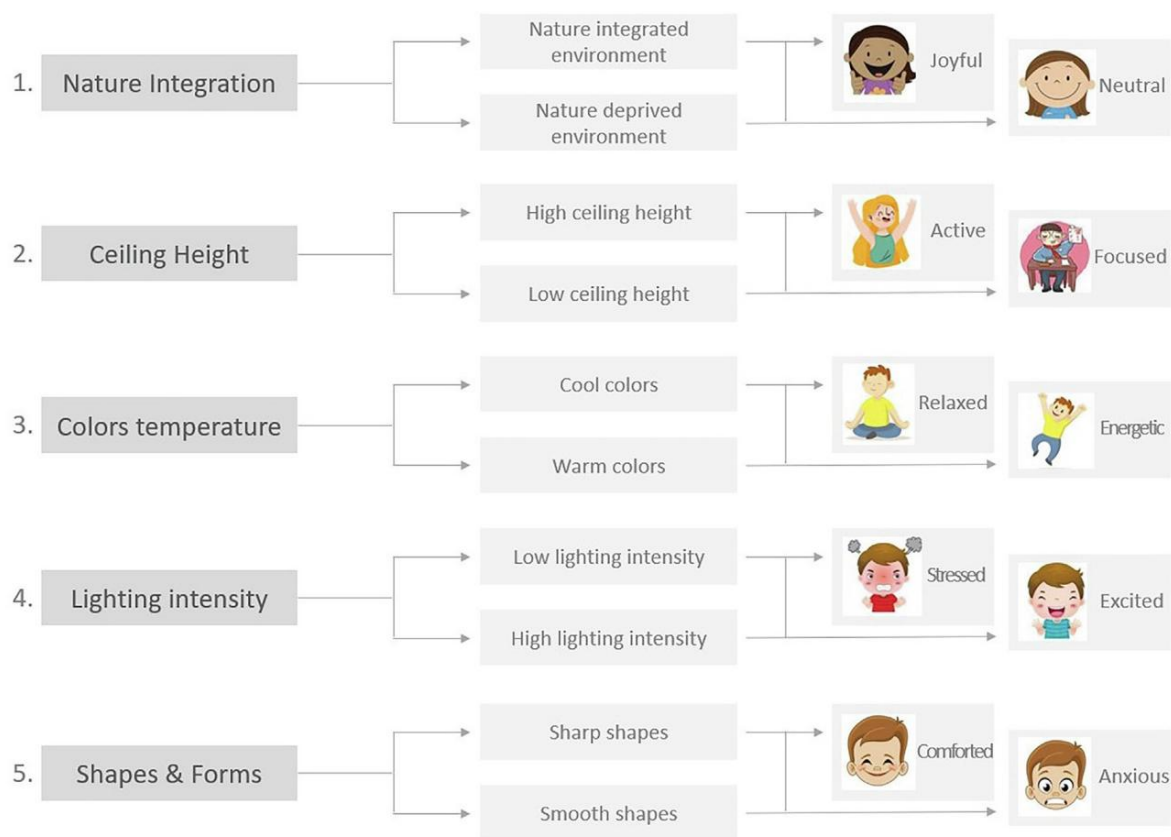 1. Nature Integration
Nature integrated
environment
Nature deprived
environment
Joyful
Neutral
2. Ceiling Height
High ceiling height
Low ceiling height
Active
Focused
3. Colors temperature
Cool colors
Warm colors
Relaxed
Energetic
4. Lighting intensity
Low lighting intensity
High lighting intensity
Stressed
Excited
5. Shapes & Forms
Sharp shapes
Smooth shapes
Comforted
Anxious